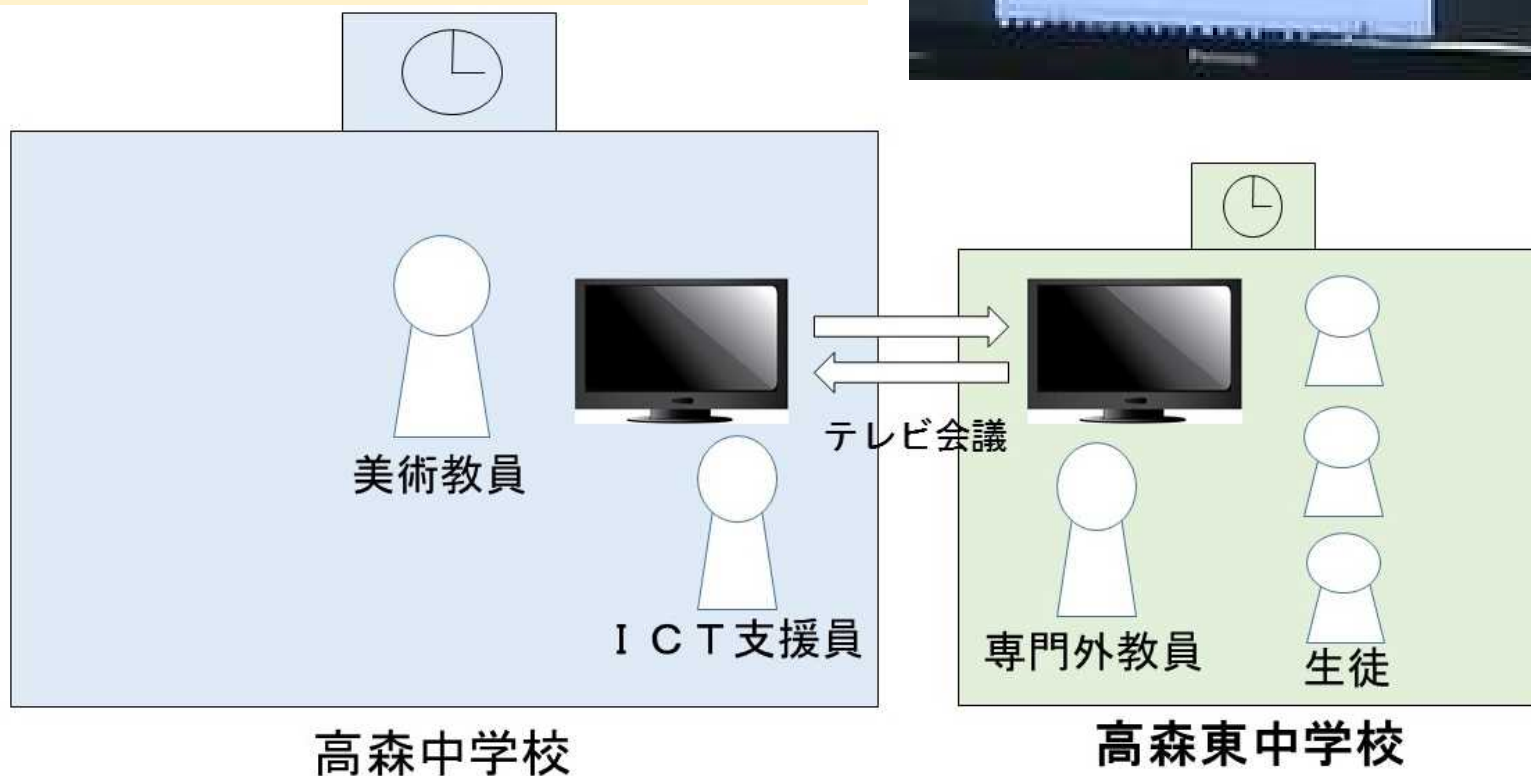 テレビ会議
美術教員
ＩＣＴ支援員
専門外教員
生徒
高森中学校
高森東中学校